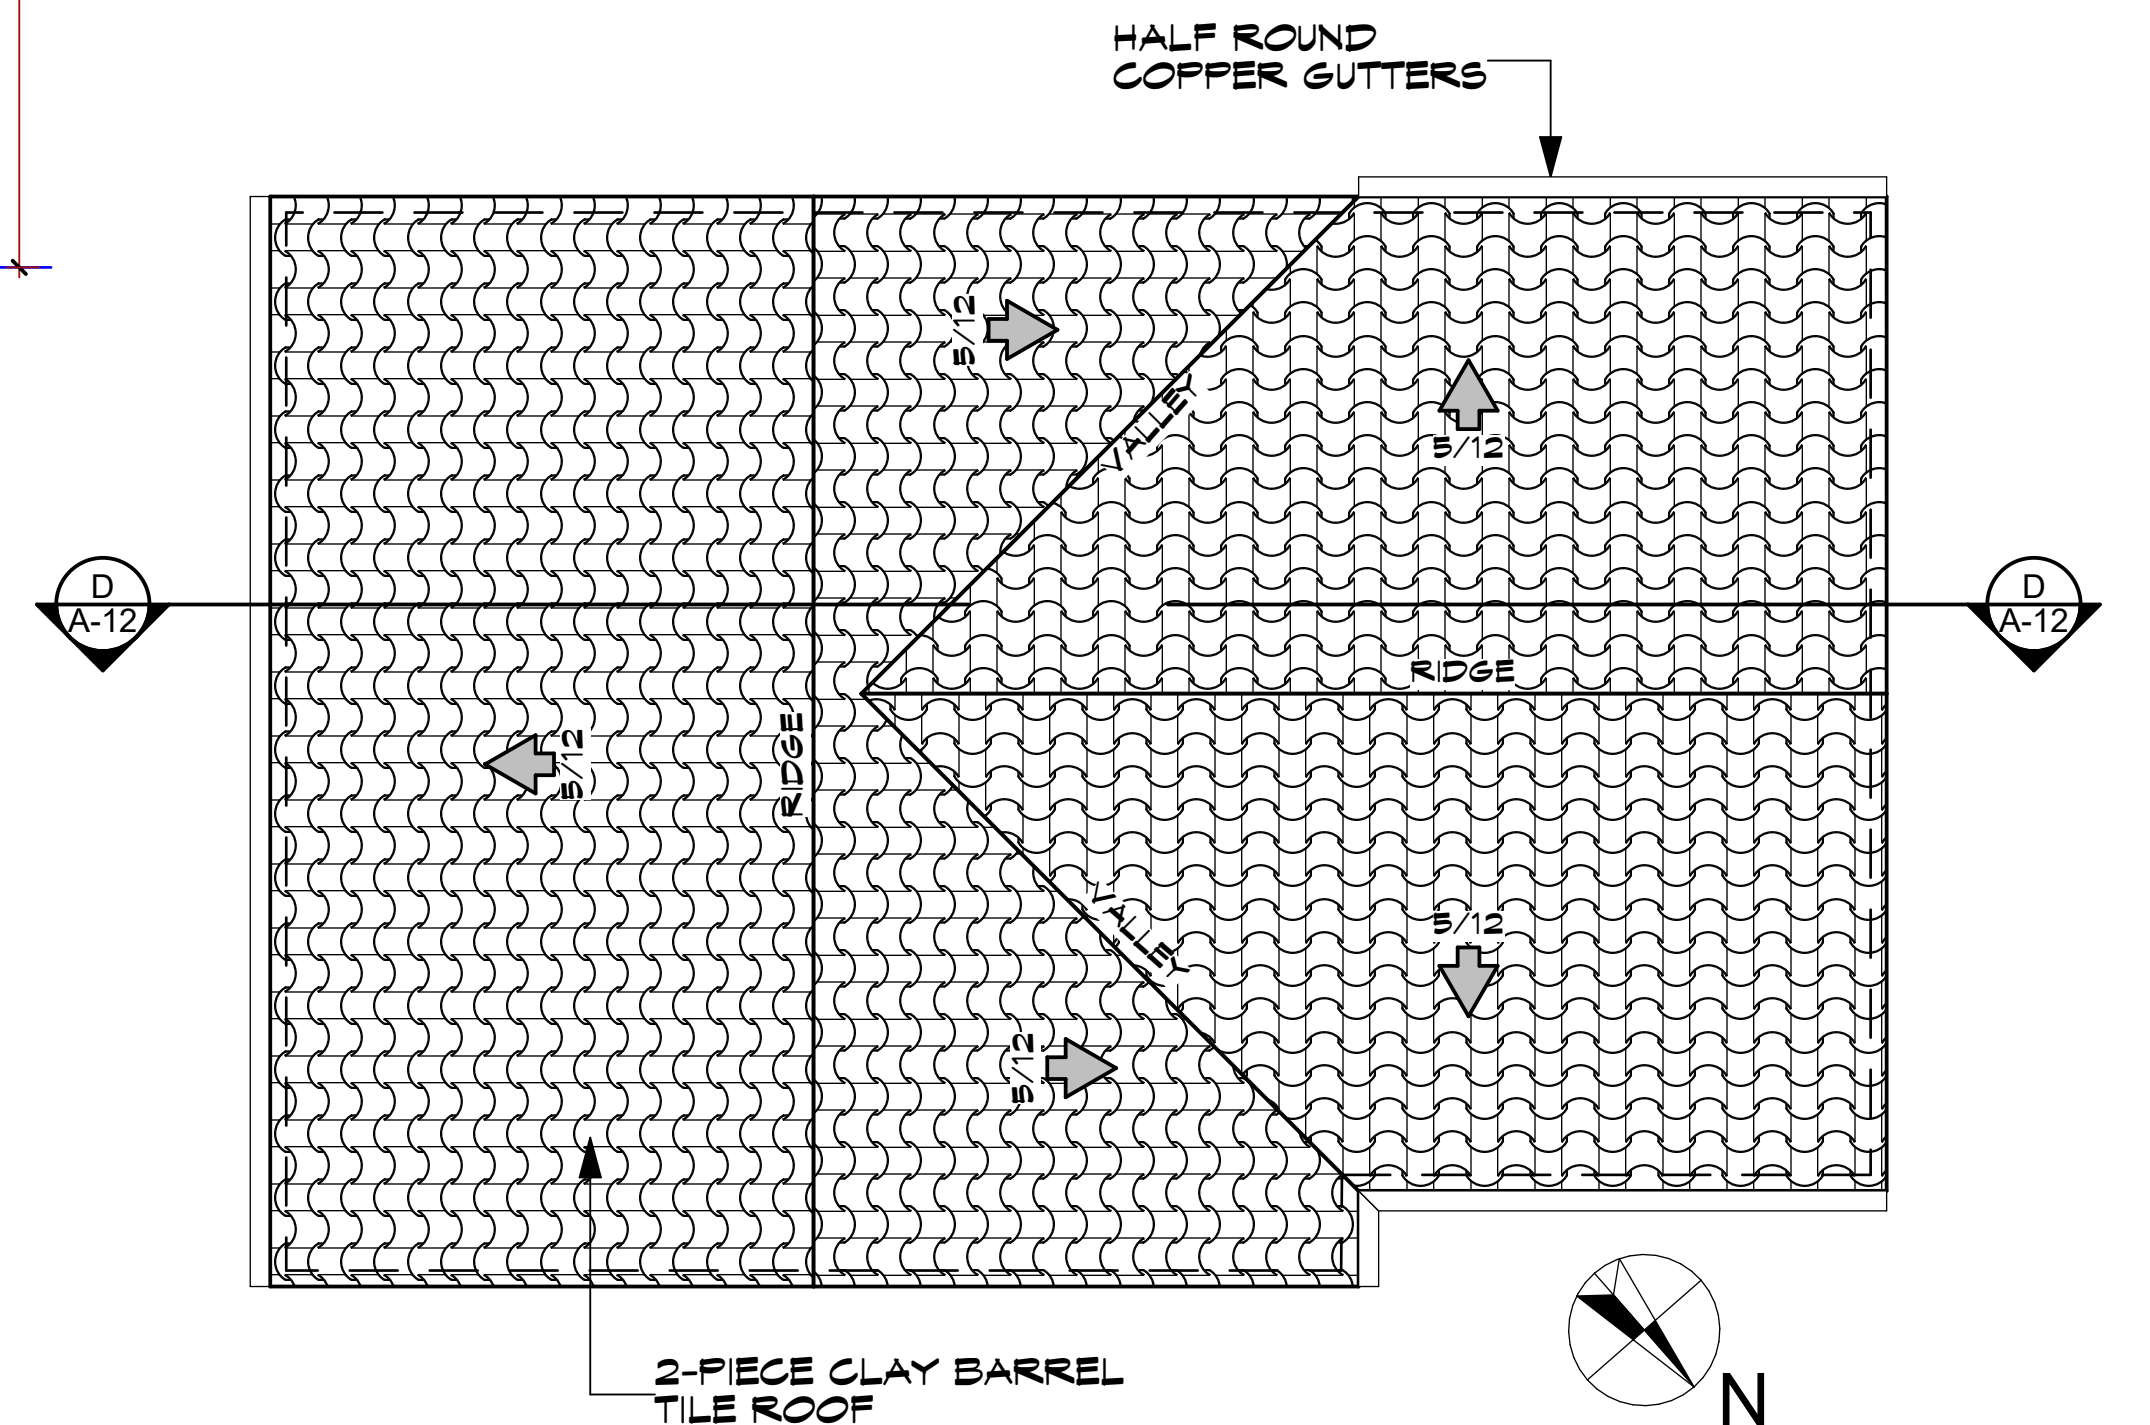 HALF ROUND
COPPER GUTTERS
5/12
VALLEY
5/12
D
A-12
D
A-12
RIDGE
RIDGE
5/12
VALLEY
5/12
5/12
2-PIECE CLAY BARREL
TILE ROOF
N